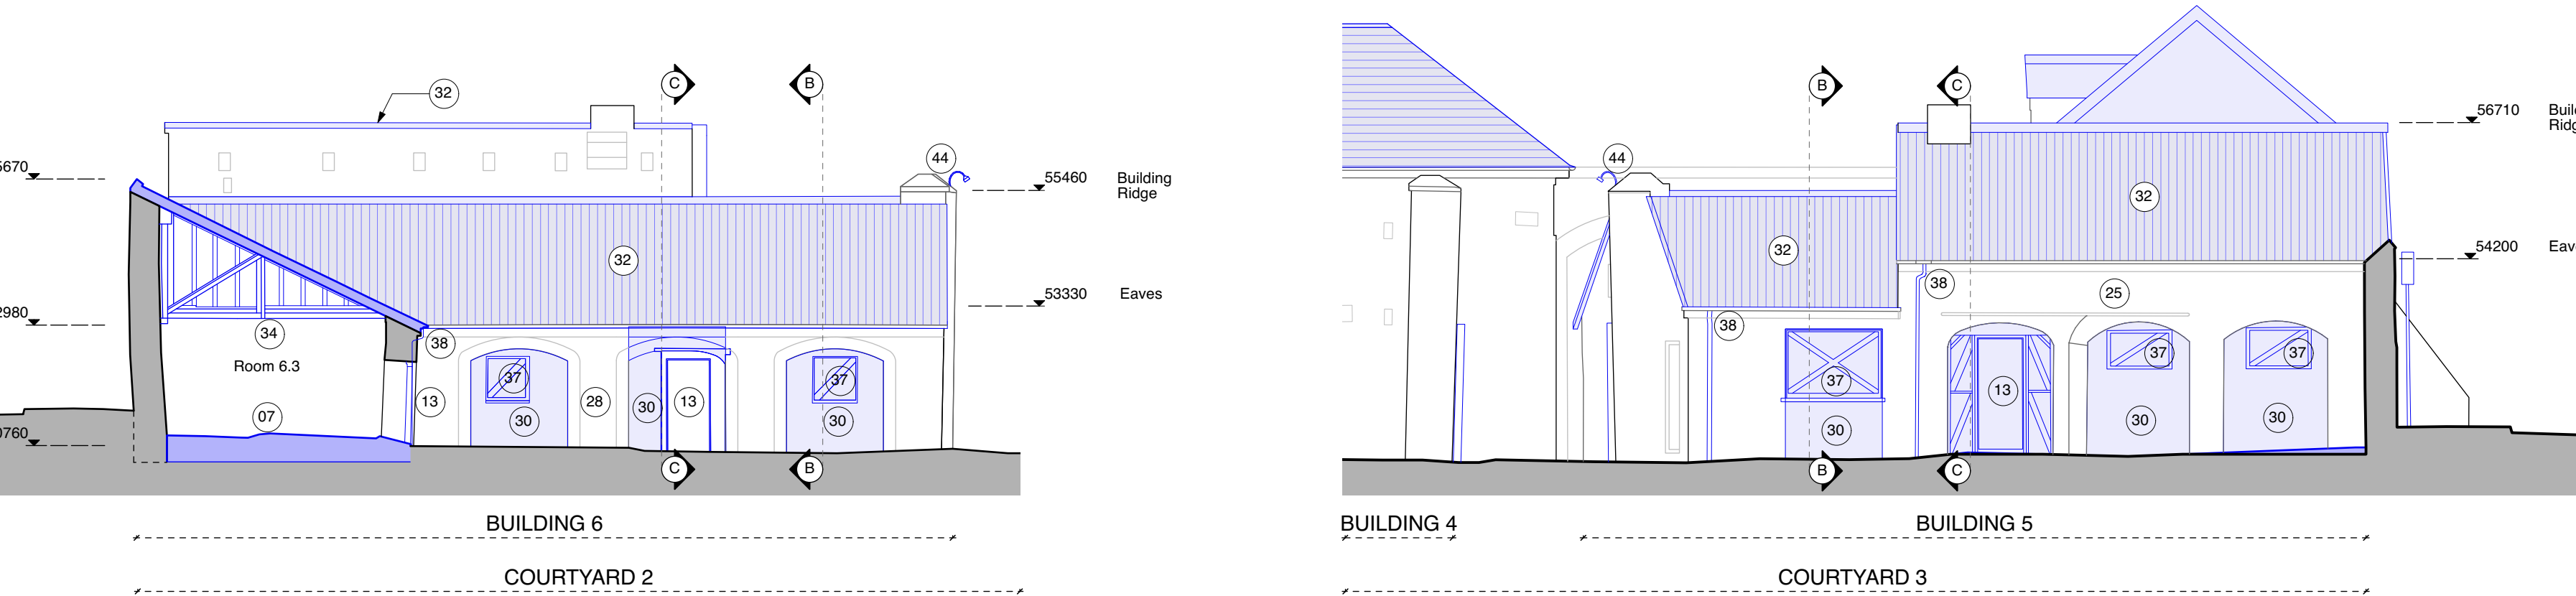 C
B
32
44
5670
55460
Building
Ridge
32
53330
Eaves
2980
34
Room 6.3
38
37
37
13
28
30
13
30
30
07
0760
C
B
BUILDING 6
COURTYARD 2
B
C
56710
44
32
32
54200
38
25
38
37
37
37
13
30
30
30
B
C
BUILDING 4
BUILDING 5
COURTYARD 3